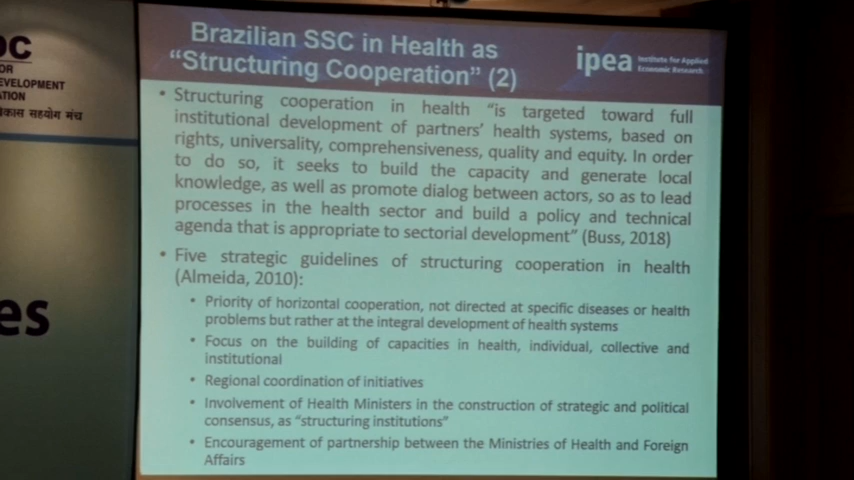 DC
OR
EVELOPMENT
ATION
कास सहयोग मंच
es
Brazilian SSC in Health as
“Structuring Cooperation” (2)
ipea Institute for Applied
Economic Research
• Structuring cooperation in health “is targeted toward full
institutional development of partners’ health systems, based on
rights, universality, comprehensiveness, quality and equity. In order
to do so, it seeks to build the capacity and generate local
knowledge, as well as promote dialog between actors, so as to lead
processes in the health sector and build a policy and technical
agenda that is appropriate to sectorial development” (Buss, 2018)
• Five strategic guidelines of structuring cooperation in health
(Almeida, 2010):
• Priority of horizontal cooperation, not directed at specific diseases or health
problems but rather at the integral development of health systems
• Focus on the building of capacities in health, individual, collective and
institutional
• Regional coordination of initiatives
• Involvement of Health Ministers in the construction of strategic and political
consensus, as “structuring institutions”
• Encouragement of partnership between the Ministries of Health and Foreign
Affairs